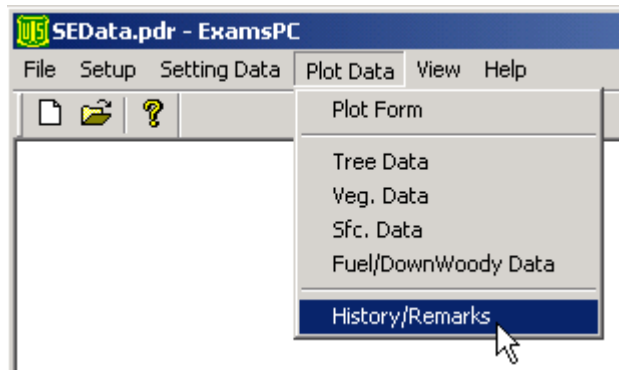 SEData.pdr - ExamsPC
File Setup Setting Data Plot Data View Help
Plot Form
Tree Data
Veg. Data
Sfc. Data
Fuel/DownWoody Data
History/Remarks